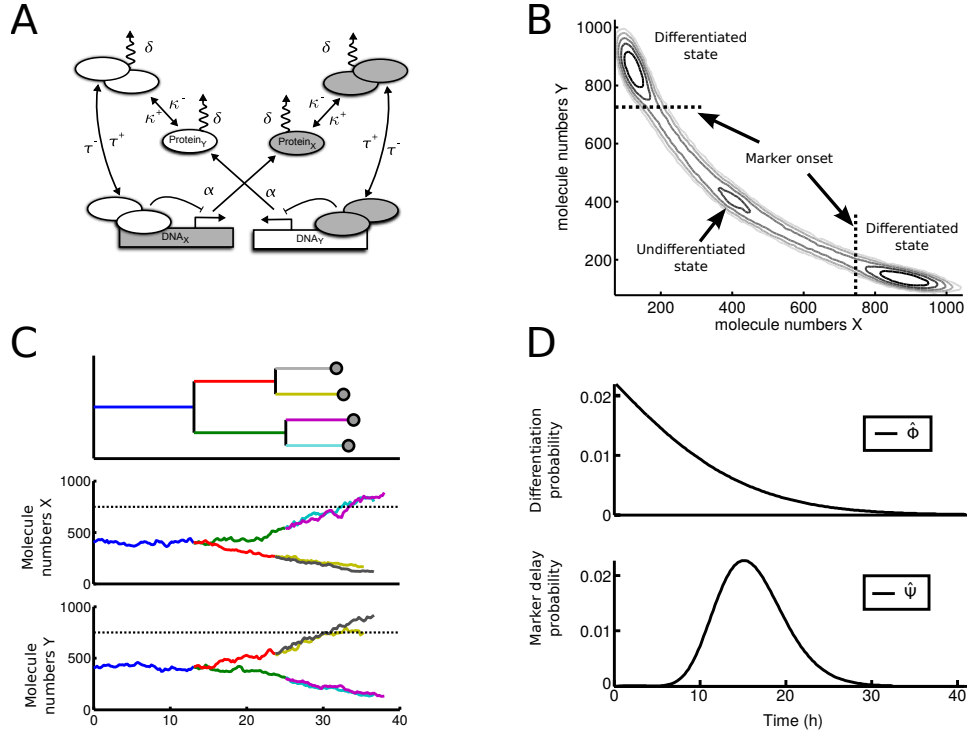 A
δ
δ
κ⁻
κ⁺
δ
δ
κ⁻
κ⁺
Protein_Y
Protein_X
τ⁻
τ⁺
τ⁺
τ⁻
α
α
DNA_X
DNA_Y
B
molecule numbers Y
1000
800
600
400
200
Differentiated
state
Marker onset
Undifferentiated
state
Differentiated
state
200
400
600
800
1000
molecule numbers X
C
Molecule
numbers X
1000
500
0
Molecule
numbers Y
1000
500
0
0
10
20
30
40
D
Differentiation
probability
0.02
0.01
0
Φ̂
Marker delay
probability
0.02
0.01
0
Ψ̂
0
10
20
30
40
Time (h)